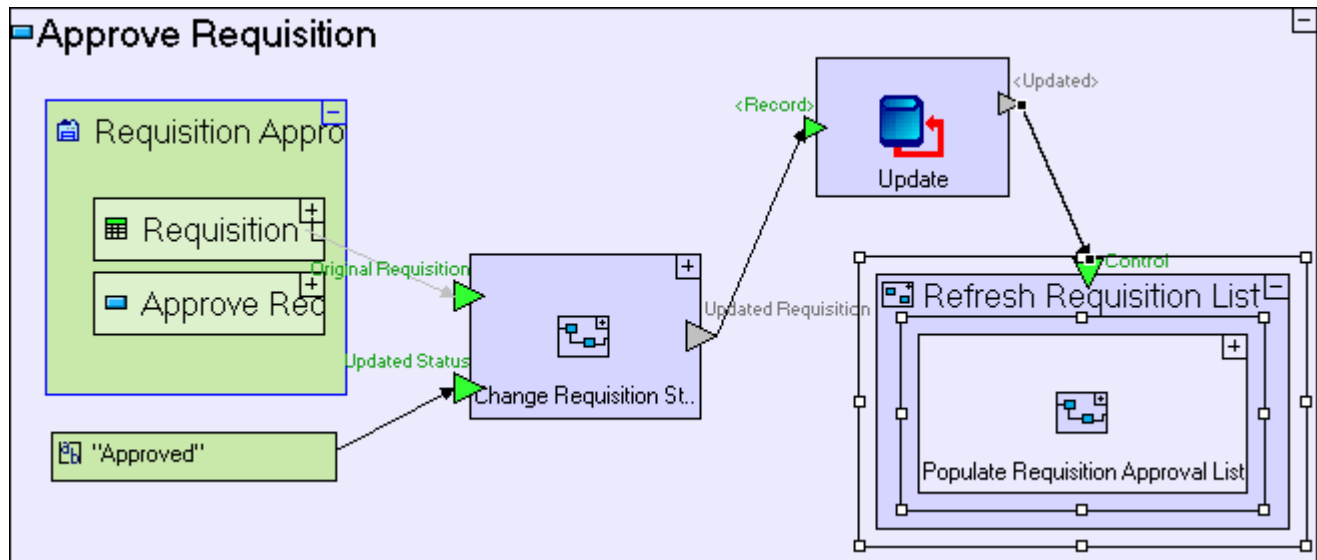 Approve Requisition
Requisition Appro
Requisition L
Approve Req
"Approved"
Original Requisition
Updated Status
Change Requisition St..
Updated Requisition
<Record>
Update
<Updated>
Control
Refresh Requisition List
Populate Requisition Approval List